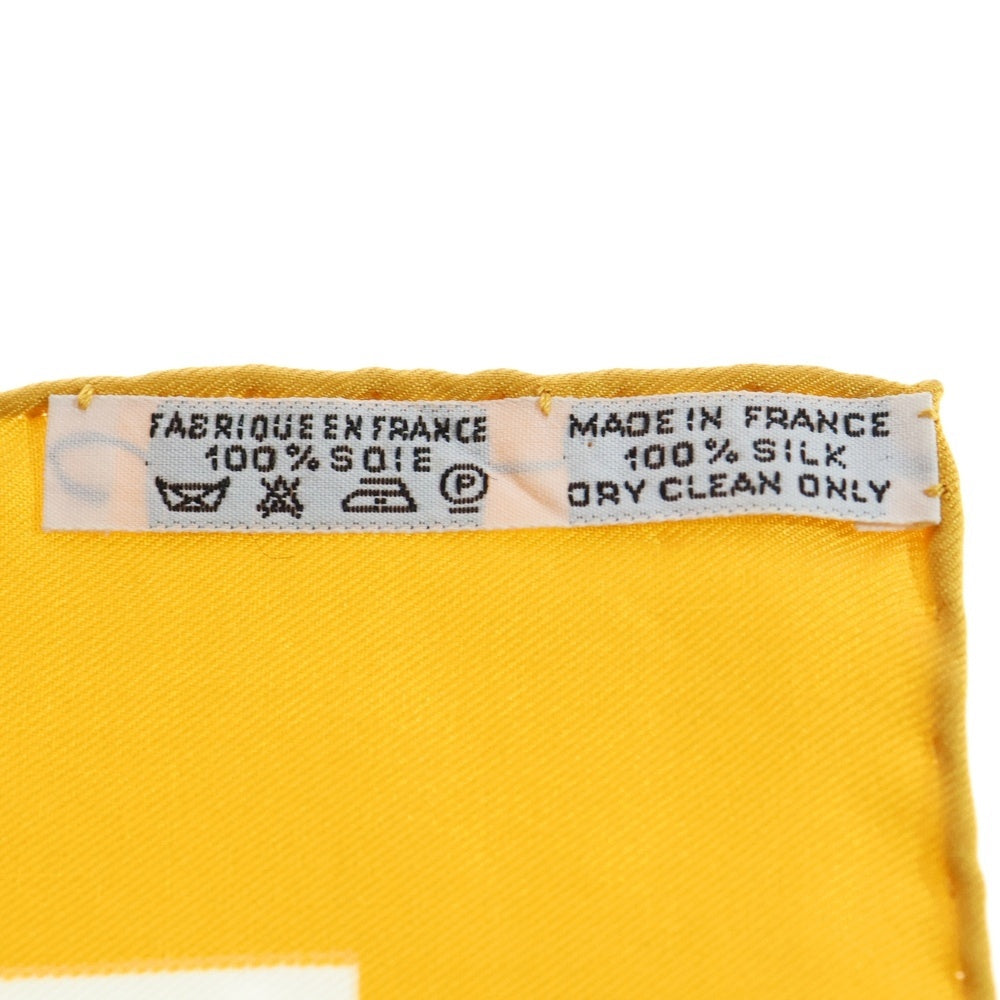 FABRIQUE EN FRANCE
100% SOIE
P
MADE IN FRANCE
100% SILK
DRY CLEAN ONLY